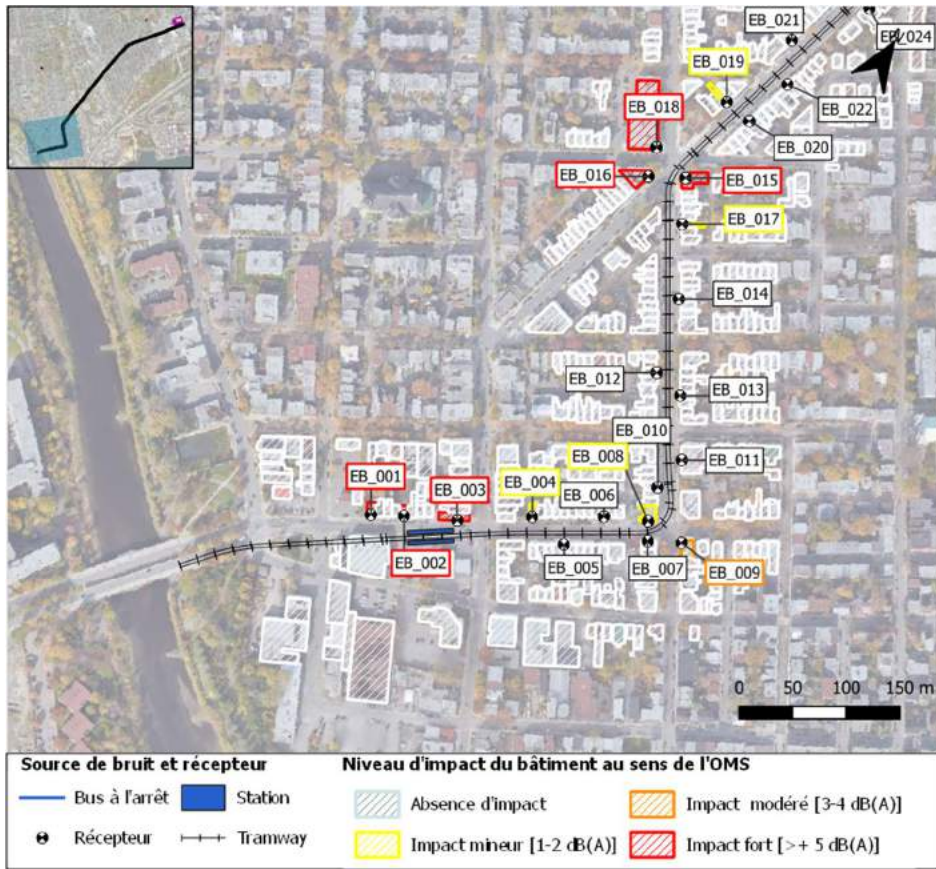 EB_021
EB_024
EB_019
EB_022
EB_018
EB_020
EB_016
EB_015
EB_017
EB_014
EB_012
EB_013
EB_010
EB_011
EB_008
EB_001
EB_003
EB_004
EB_006
EB_002
EB_005
EB_007
EB_009
0 50 100 150 m
Source de bruit et récepteur
Bus à l'arrêt Station
Récepteur Tramway
Niveau d'impact du bâtiment au sens de l'OMS
Absence d'impact Impact modéré [3-4 dB(A)]
Impact mineur [1-2 dB(A)] Impact fort [>+ 5 dB(A)]